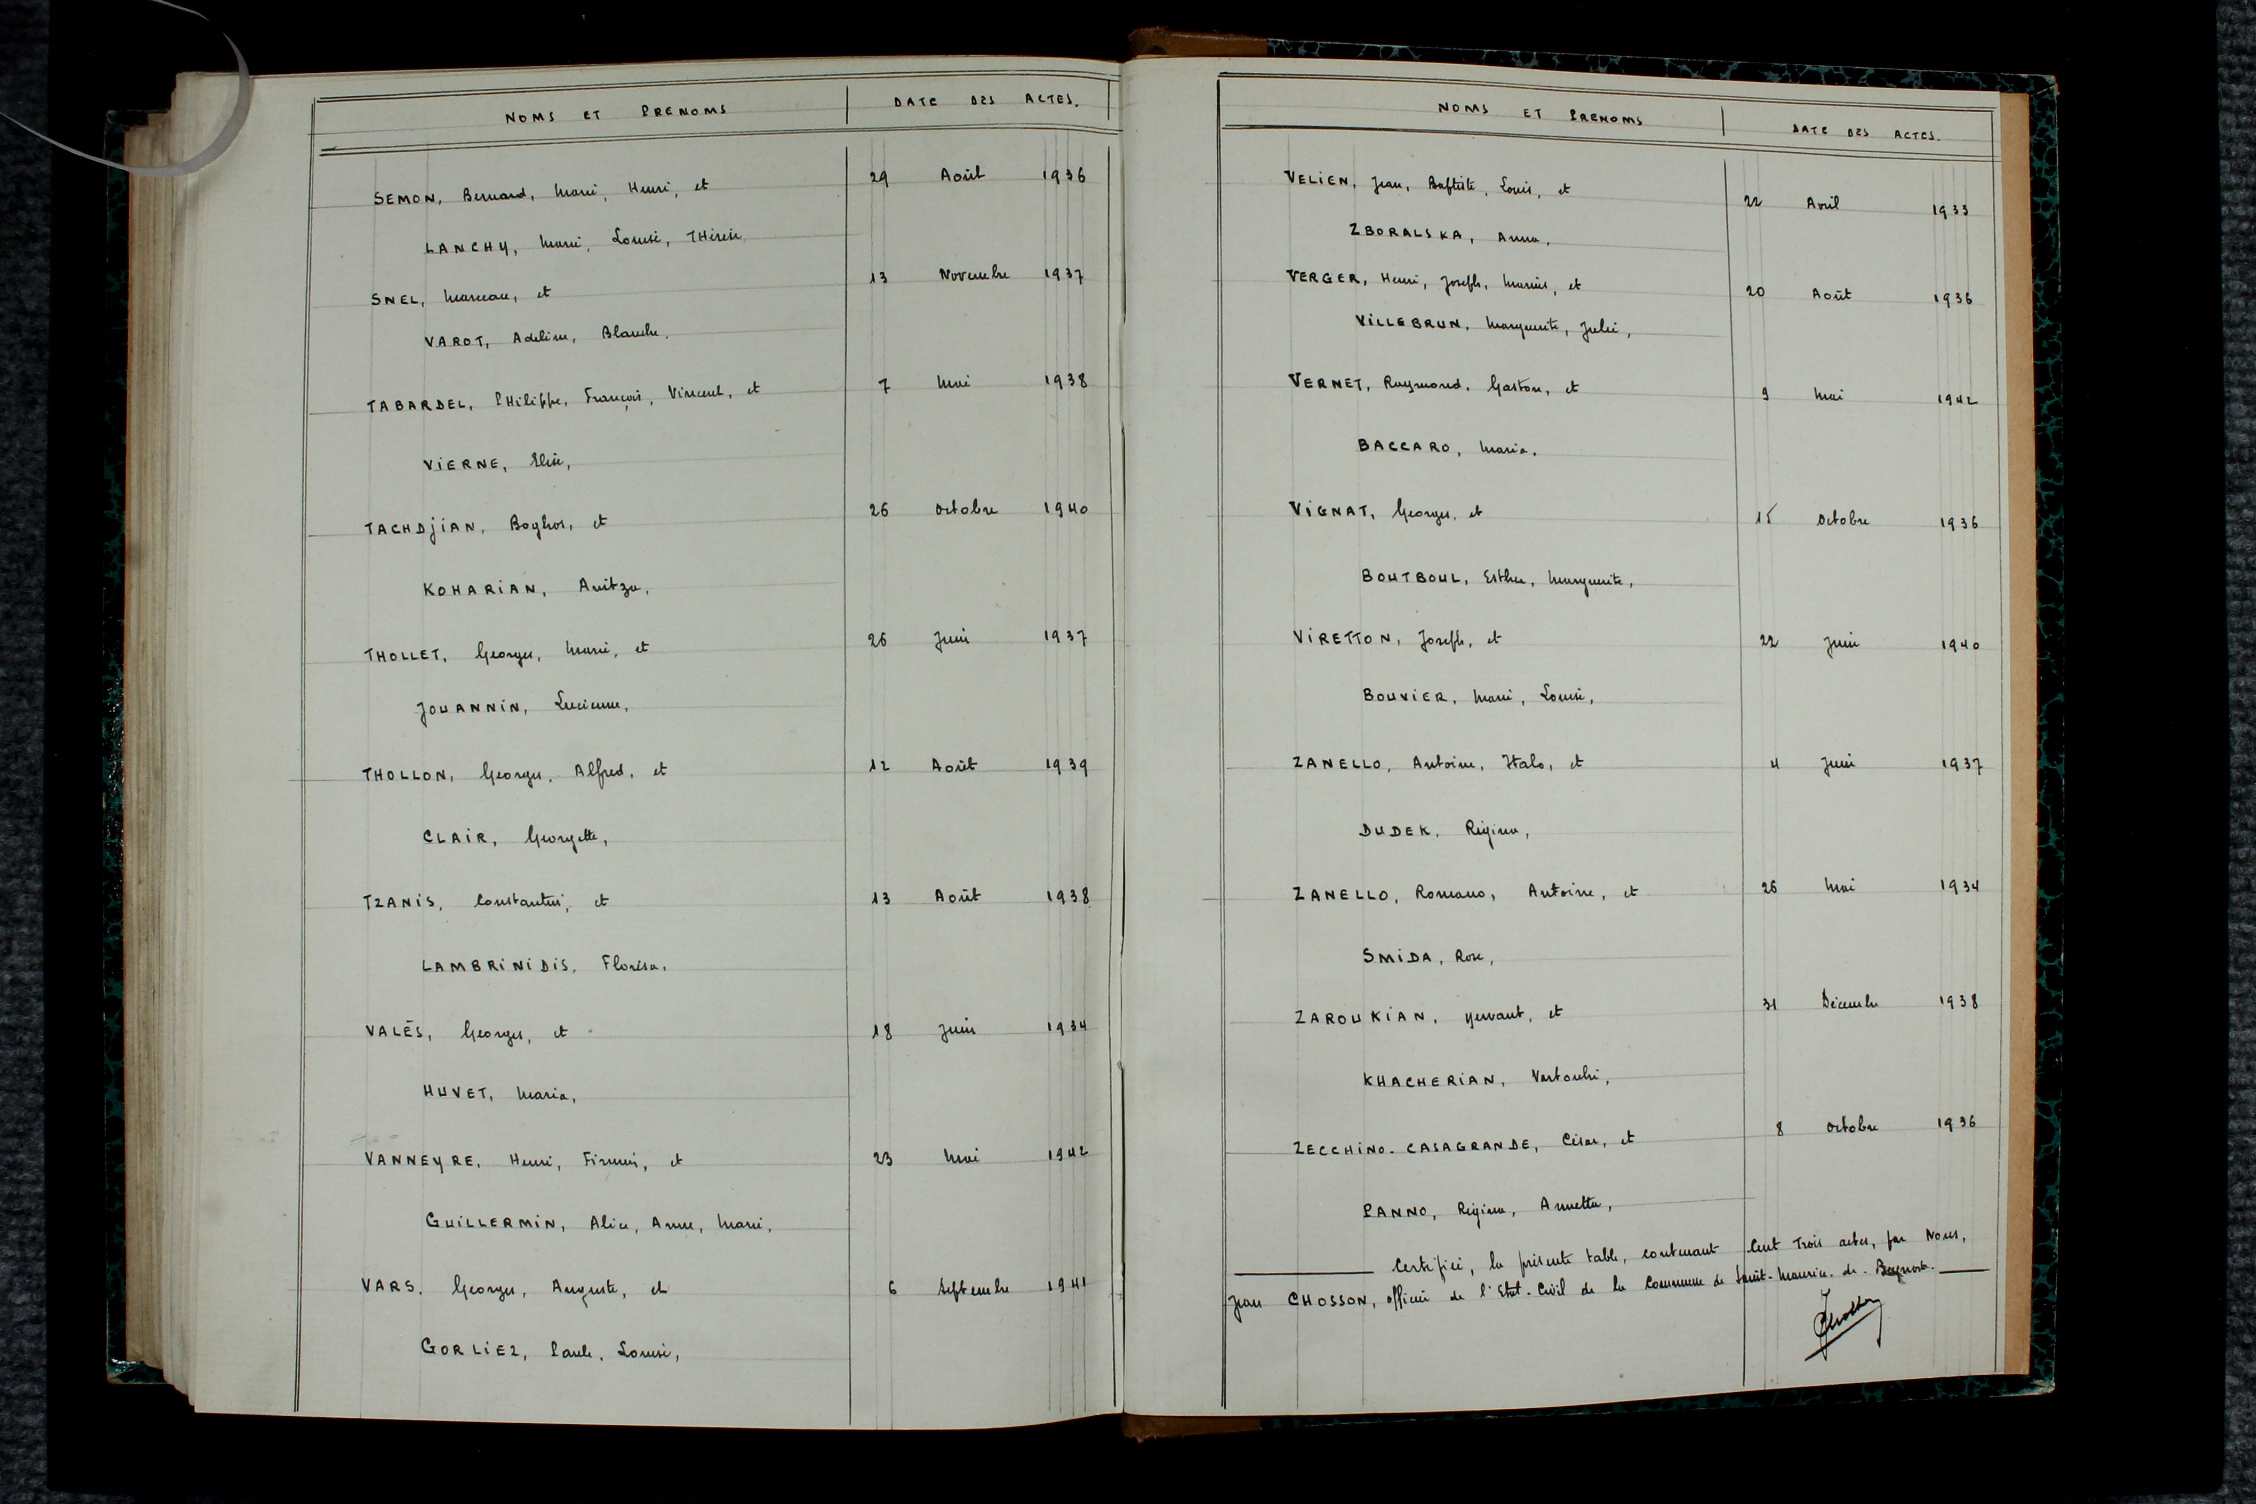 NOMS ET PRENOMS DATE DES ACTES.
SEMON, Bernard, Marie, Henri, et 29 Août 1936
LANCHY, Marie, Louise, Thérèse,
SNEL, Marceau, et 13 Novembre 1937
VAROT, Adeline, Blanche.
TABARDEL, Philippe, François, Vincent, et 7 Mai 1938
VIERNE, Elise,
TACHDJIAN, Boghos, et 26 Octobre 1940
KOHARIAN, Anitza,
THOLLET, Georges, Marie, et 26 Juin 1937
JOUANNIN, Lucienne,
THOLLON, Georges, Alfred, et 12 Août 1939
CLAIR, Georgette,
TZANIS, Constantin, et 13 Août 1938
LAMBRINIDIS, Florisa,
VALÈS, Georges, et 18 Juin 1934
HUVET, Maria,
VANNEYRE, Henri, Firmin, et 23 Mai 1942
GUILLERMIN, Alice, Anne, Marie,
VARS, Georges, Auguste, et 6 Septembre 1941
GORLIEZ, Paule, Louise,
NOMS ET PRENOMS DATE DES ACTES.
VELIEN, Jean, Baptiste, Louis, et 22 Avril 1933
ZBORALSKA, Anna,
VERGER, Henri, Joseph, Marius, et 20 Août 1936
VILLEBRUN, Marguerite, Julie,
VERNET, Raymond, Gaston, et 9 Mai 1942
BACCARO, Maria.
VIGNAT, Georges, et 15 Octobre 1936
BOUTBOUL, Esther, Marguerite,
VIRETTON, Joseph, et 22 Juin 1940
BOUVIER, Marie, Louise,
ZANELLO, Antoine, Italo, et 4 Juin 1937
DUDEK, Régina,
ZANELLO, Romano, Antoine, et 26 Mai 1934
SMIDA, Rose,
ZAROUKIAN, Yervant, et 31 Décembre 1938
KHACHERIAN, Vartouhi,
ZECCHINO-CASAGRANDE, César, et 8 Octobre 1936
PANNO, Régina, Annetta,
Certifiée, la présente table, contenant Cent Trois actes, par Nous,
Jean CHOSSON, officier de l'Etat-Civil de la Commune de Saint-Maurice-de-Beynost.